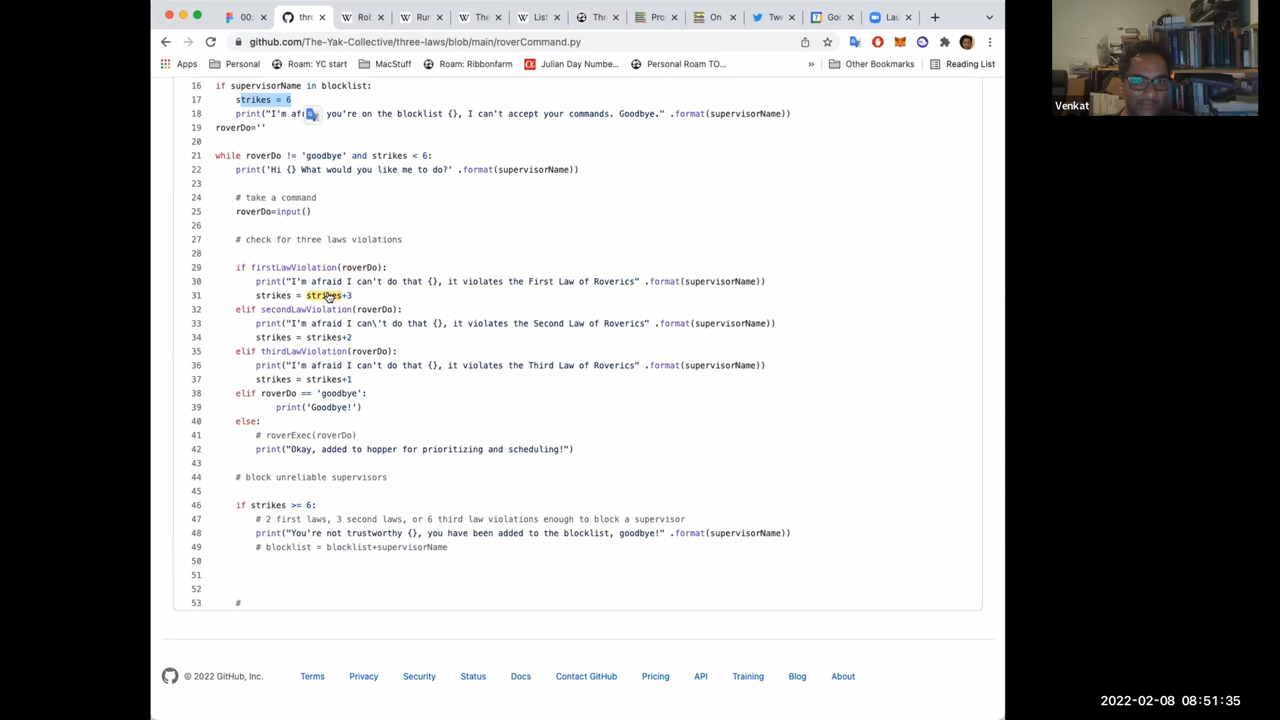 00:
thre
Rol
Rur
The
List
Thr
Pro
On
Twe
Goo
Lau
github.com/The-Yak-Collective/three-laws/blob/main/roverCommand.py
Apps
Personal
Roam: YC start
MacStuff
Roam: Ribbonfarm
Julian Day Numbe...
Personal Roam TO...
»
Other Bookmarks
Reading List
Venkat
16 if supervisorName in blocklist:
17 strikes = 6
18 print("I'm af you're on the blocklist {}, I can't accept your commands. Goodbye." .format(supervisorName))
19 roverDo=''
20
21 while roverDo != 'goodbye' and strikes < 6:
22 print('Hi {} What would you like me to do?' .format(supervisorName))
23
24 # take a command
25 roverDo=input()
26
27 # check for three laws violations
28
29 if firstLawViolation(roverDo):
30 print("I'm afraid I can't do that {}, it violates the First Law of Roverics" .format(supervisorName))
31 strikes = strikes+3
32 elif secondLawViolation(roverDo):
33 print("I'm afraid I can\'t do that {}, it violates the Second Law of Roverics" .format(supervisorName))
34 strikes = strikes+2
35 elif thirdLawViolation(roverDo):
36 print("I'm afraid I can't do that {}, it violates the Third Law of Roverics" .format(supervisorName))
37 strikes = strikes+1
38 elif roverDo == 'goodbye':
39 print('Goodbye!')
40 else:
41 # roverExec(roverDo)
42 print("Okay, added to hopper for prioritizing and scheduling!")
43
44 # block unreliable supervisors
45
46 if strikes >= 6:
47 # 2 first laws, 3 second laws, or 6 third law violations enough to block a supervisor
48 print("You're not trustworthy {}, you have been added to the blocklist, goodbye!" .format(supervisorName))
49 # blocklist = blocklist+supervisorName
50
51
52
53 #
© 2022 GitHub, Inc.
Terms
Privacy
Security
Status
Docs
Contact GitHub
Pricing
API
Training
Blog
About
2022-02-08 08:51:35